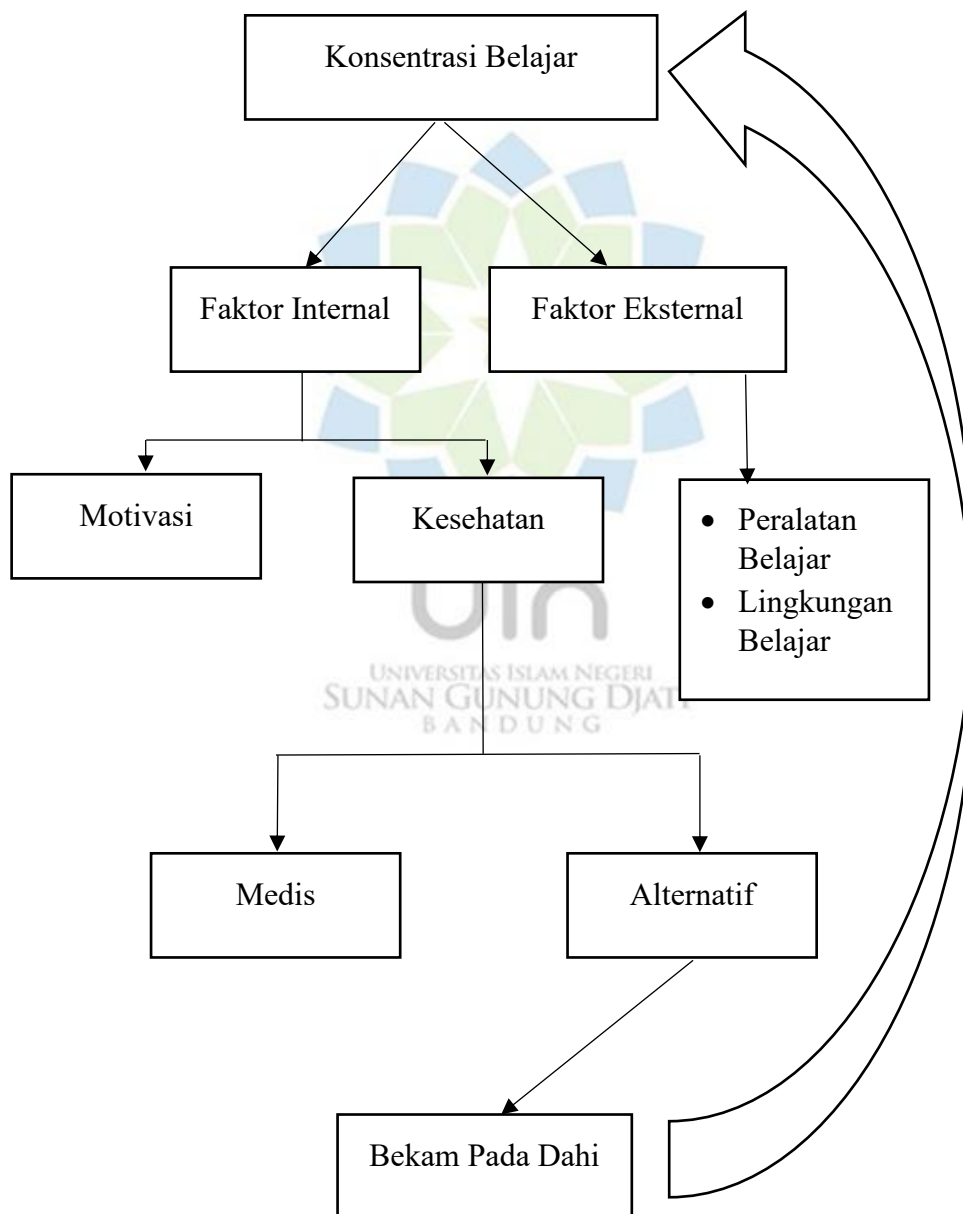 Konsentrasi Belajar
Faktor Internal
Faktor Eksternal
Motivasi
Kesehatan
• Peralatan
Belajar
• Lingkungan
Belajar
uin
UNIVERSITAS ISLAM NEGERI
SUNAN GUNUNG DJATI
BANDUNG
Medis
Alternatif
Bekam Pada Dahi